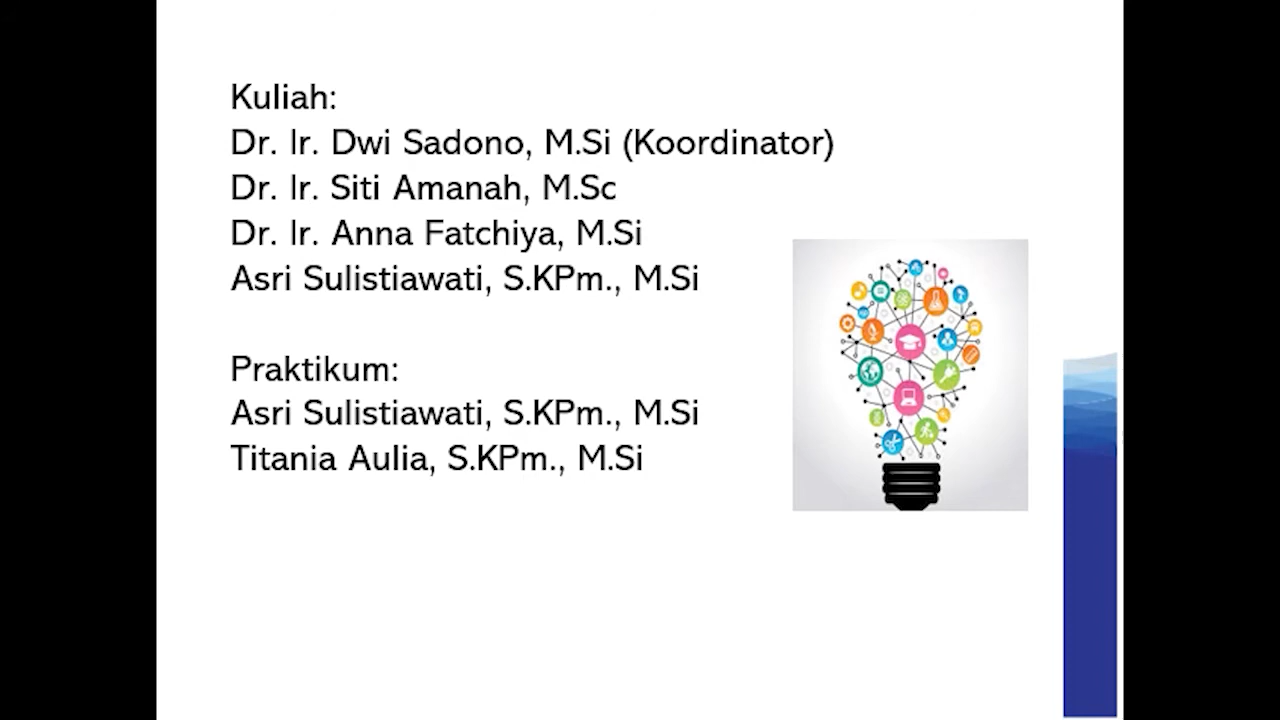 Kuliah:
Dr. Ir. Dwi Sadono, M.Si (Koordinator)
Dr. Ir. Siti Amanah, M.Sc
Dr. Ir. Anna Fatchiya, M.Si
Asri Sulistiawati, S.KPm., M.Si
Praktikum:
Asri Sulistiawati, S.KPm., M.Si
Titania Aulia, S.KPm., M.Si